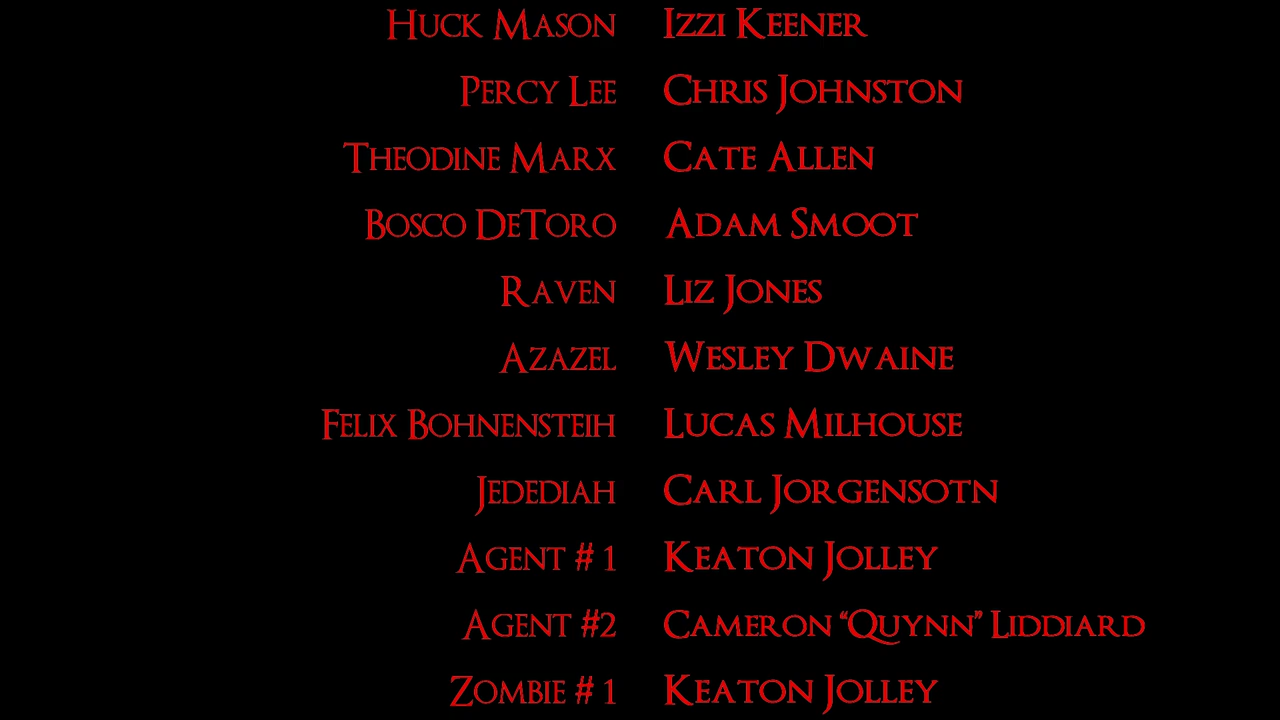 Huck Mason Izzi Keener
Percy Lee Chris Johnston
Theodine Marx Cate Allen
Bosco DeToro Adam Smoot
Raven Liz Jones
Azazel Wesley Dwaine
Felix Bohnensteih Lucas Milhouse
Jedediah Carl Jorgensotn
Agent # 1 Keaton Jolley
Agent #2 Cameron “Quynn” Liddiard
Zombie # 1 Keaton Jolley